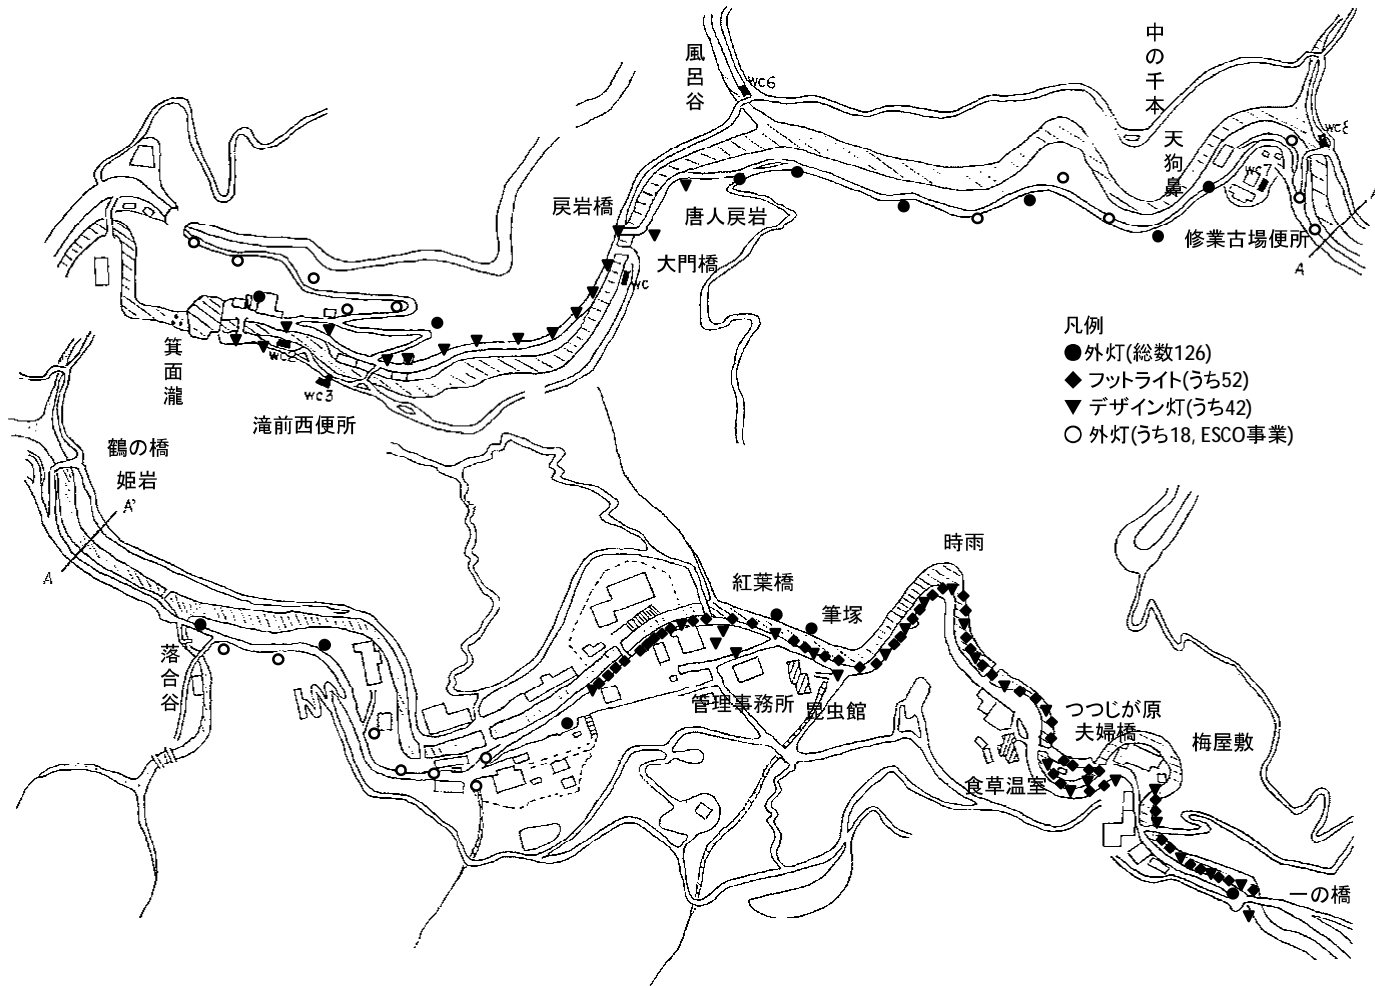 風呂谷
wc6
中の千本
wc8
天狗鼻
wc7
戻岩橋
唐人戻岩
修業古場便所
A
大門橋
wc
凡例
●外灯(総数126)
◆ フットライト(うち52)
▼ デザイン灯(うち42)
○ 外灯(うち18, ESCO事業)
箕面瀧
wc2
wc3
滝前西便所
鶴の橋
姫岩
A'
A
時雨
紅葉橋
筆塚
落合谷
管理事務所
昆虫館
つつじが原
夫婦橋
梅屋敷
食草温室
一の橋